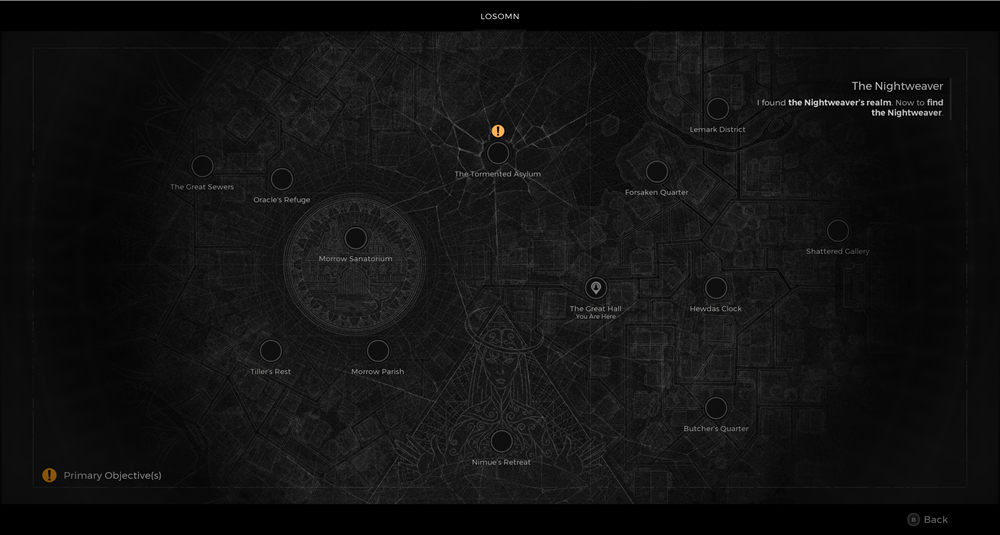 LOSOMN
The Nightweaver
I found the Nightweaver's realm. Now to find
the Nightweaver.
Lemark District
The Tormented Asylum
The Great Sewers
Oracle's Refuge
Forsaken Quarter
Shattered Gallery
Morrow Sanatorium
The Great Hall
You Are Here
Hewdas Clock
Tiller's Rest
Morrow Parish
Butcher's Quarter
Nimue's Retreat
! Primary Objective(s)
B Back